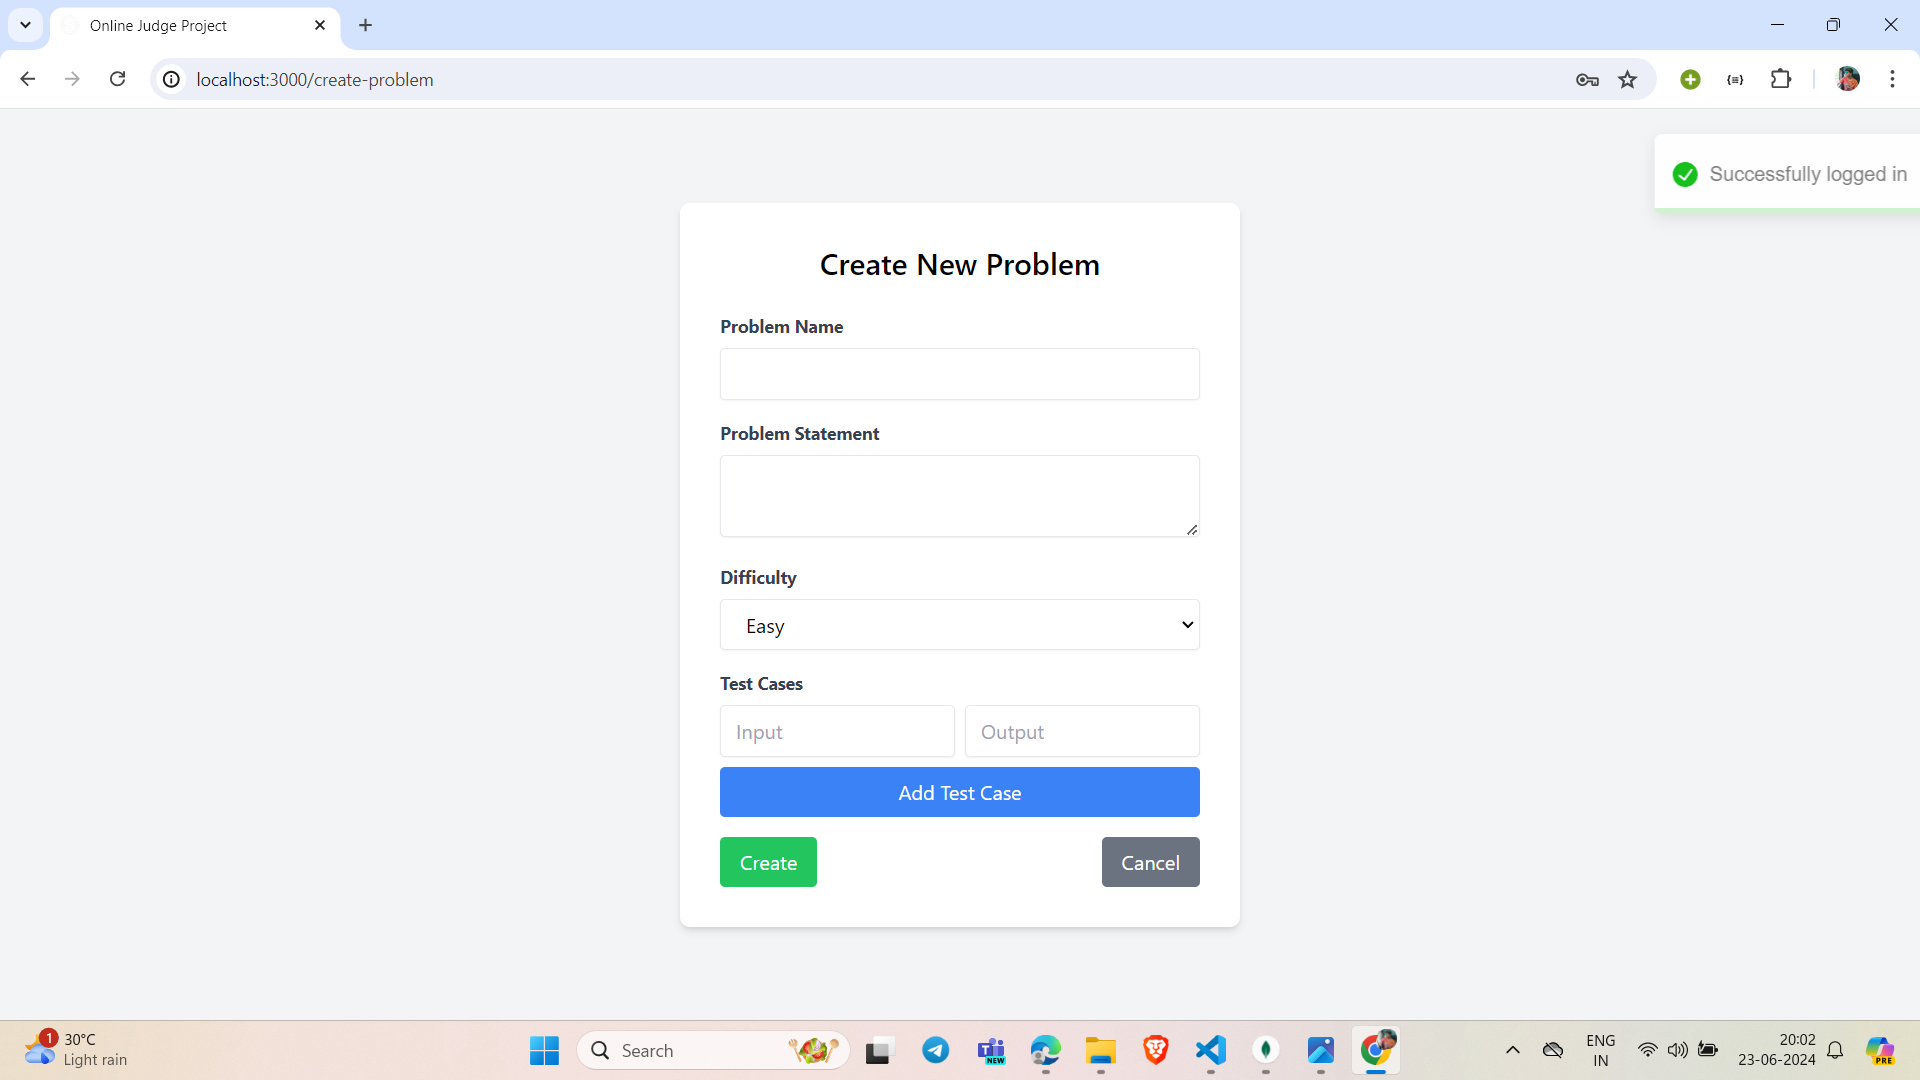 Online Judge Project
localhost:3000/create-problem
Successfully logged in
Create New Problem
Problem Name
Problem Statement
Difficulty
Easy
Test Cases
Input Output
Add Test Case
Create Cancel
1
30°C
Light rain
Search
NEW
ENG
IN
20:02
23-06-2024
PRE